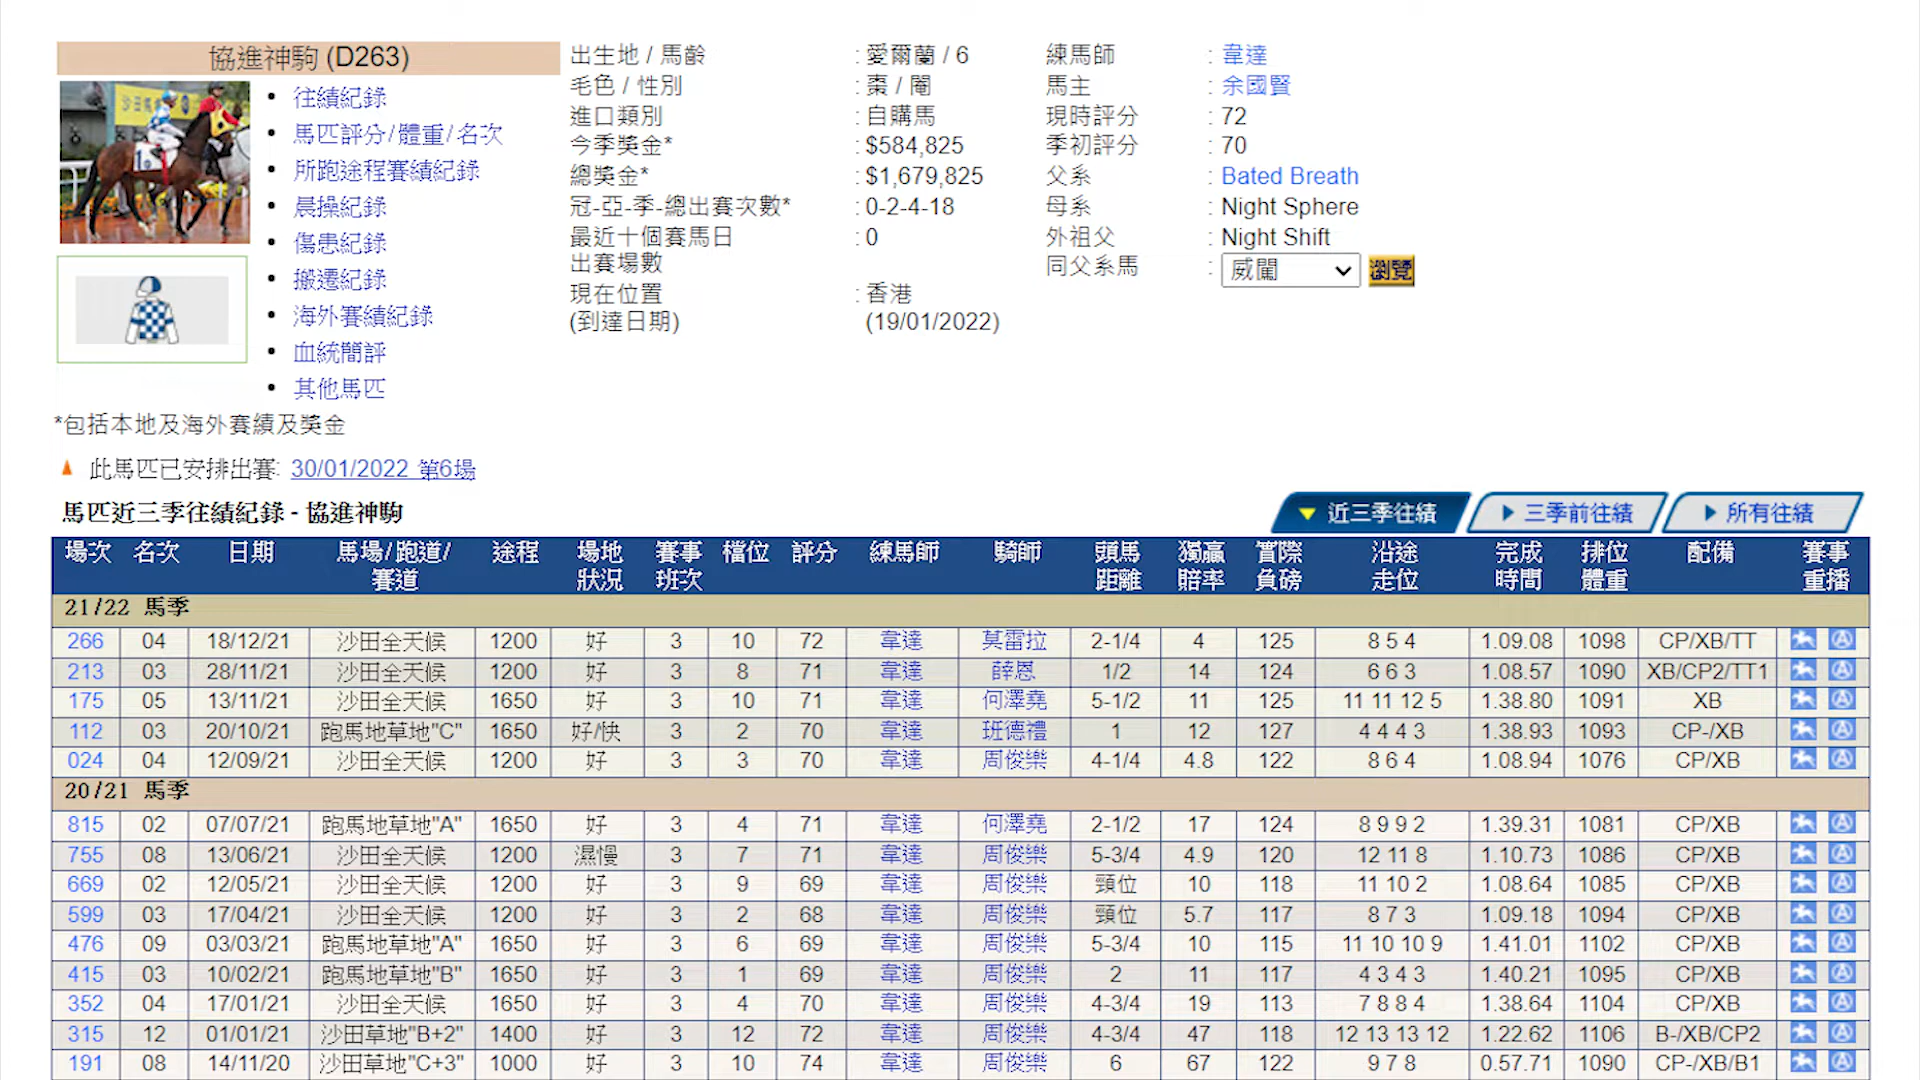 協進神駒 (D263)
往績紀錄
馬匹評分/體重/名次
所跑途程賽績紀錄
晨操紀錄
傷患紀錄
搬遷紀錄
海外賽績紀錄
血統簡評
其他馬匹
出生地 / 馬齡 : 愛爾蘭 / 6
毛色 / 性別 : 棗 / 閹
進口類別 : 自購馬
今季獎金* : $584,825
總獎金* : $1,679,825
冠-亞-季-總出賽次數* : 0-2-4-18
最近十個賽馬日 : 0
出賽場數
現在位置 : 香港
(到達日期) (19/01/2022)
練馬師 : 韋達
馬主 : 余國賢
現時評分 : 72
季初評分 : 70
父系 : Bated Breath
母系 : Night Sphere
外祖父 : Night Shift
同父系馬 : 威闖 瀏覽
*包括本地及海外賽績及獎金
此馬匹已安排出賽: 30/01/2022 第6場
馬匹近三季往績紀錄 - 協進神駒
近三季往績 三季前往績 所有往績
場次 名次 日期 馬場/跑道/賽道 途程 場地狀況 賽事班次 檔位 評分 練馬師 騎師 頭馬距離 獨贏賠率 實際負磅 沿途走位 完成時間 排位體重 配備 賽事重播
21/22 馬季
266 04 18/12/21 沙田全天候 1200 好 3 10 72 韋達 莫雷拉 2-1/4 4 125 8 5 4 1.09.08 1098 CP/XB/TT
213 03 28/11/21 沙田全天候 1200 好 3 8 71 韋達 薛恩 1/2 14 124 6 6 3 1.08.57 1090 XB/CP2/TT1
175 05 13/11/21 沙田全天候 1650 好 3 10 71 韋達 何澤堯 5-1/2 11 125 11 11 12 5 1.38.80 1091 XB
112 03 20/10/21 跑馬地草地"C" 1650 好/快 3 2 70 韋達 班德禮 1 12 127 4 4 4 3 1.38.93 1093 CP-/XB
024 04 12/09/21 沙田全天候 1200 好 3 3 70 韋達 周俊樂 4-1/4 4.8 122 8 6 4 1.08.94 1076 CP/XB
20/21 馬季
815 02 07/07/21 跑馬地草地"A" 1650 好 3 4 71 韋達 何澤堯 2-1/2 17 124 8 9 9 2 1.39.31 1081 CP/XB
755 08 13/06/21 沙田全天候 1200 濕慢 3 7 71 韋達 周俊樂 5-3/4 4.9 120 12 11 8 1.10.73 1086 CP/XB
669 02 12/05/21 沙田全天候 1200 好 3 9 69 韋達 周俊樂 頸位 10 118 11 10 2 1.08.64 1085 CP/XB
599 03 17/04/21 沙田全天候 1200 好 3 2 68 韋達 周俊樂 頸位 5.7 117 8 7 3 1.09.18 1094 CP/XB
476 09 03/03/21 跑馬地草地"A" 1650 好 3 6 69 韋達 周俊樂 5-3/4 10 115 11 10 10 9 1.41.01 1102 CP/XB
415 03 10/02/21 跑馬地草地"B" 1650 好 3 1 69 韋達 周俊樂 2 11 117 4 3 4 3 1.40.21 1095 CP/XB
352 04 17/01/21 沙田全天候 1650 好 3 4 70 韋達 周俊樂 4-3/4 19 113 7 8 8 4 1.38.64 1104 CP/XB
315 12 01/01/21 沙田草地"B+2" 1400 好 3 12 72 韋達 周俊樂 4-3/4 47 118 12 13 13 12 1.22.62 1106 B-/XB/CP2
191 08 14/11/20 沙田草地"C+3" 1000 好 3 10 74 韋達 周俊樂 6 67 122 9 7 8 0.57.71 1090 CP-/XB/B1